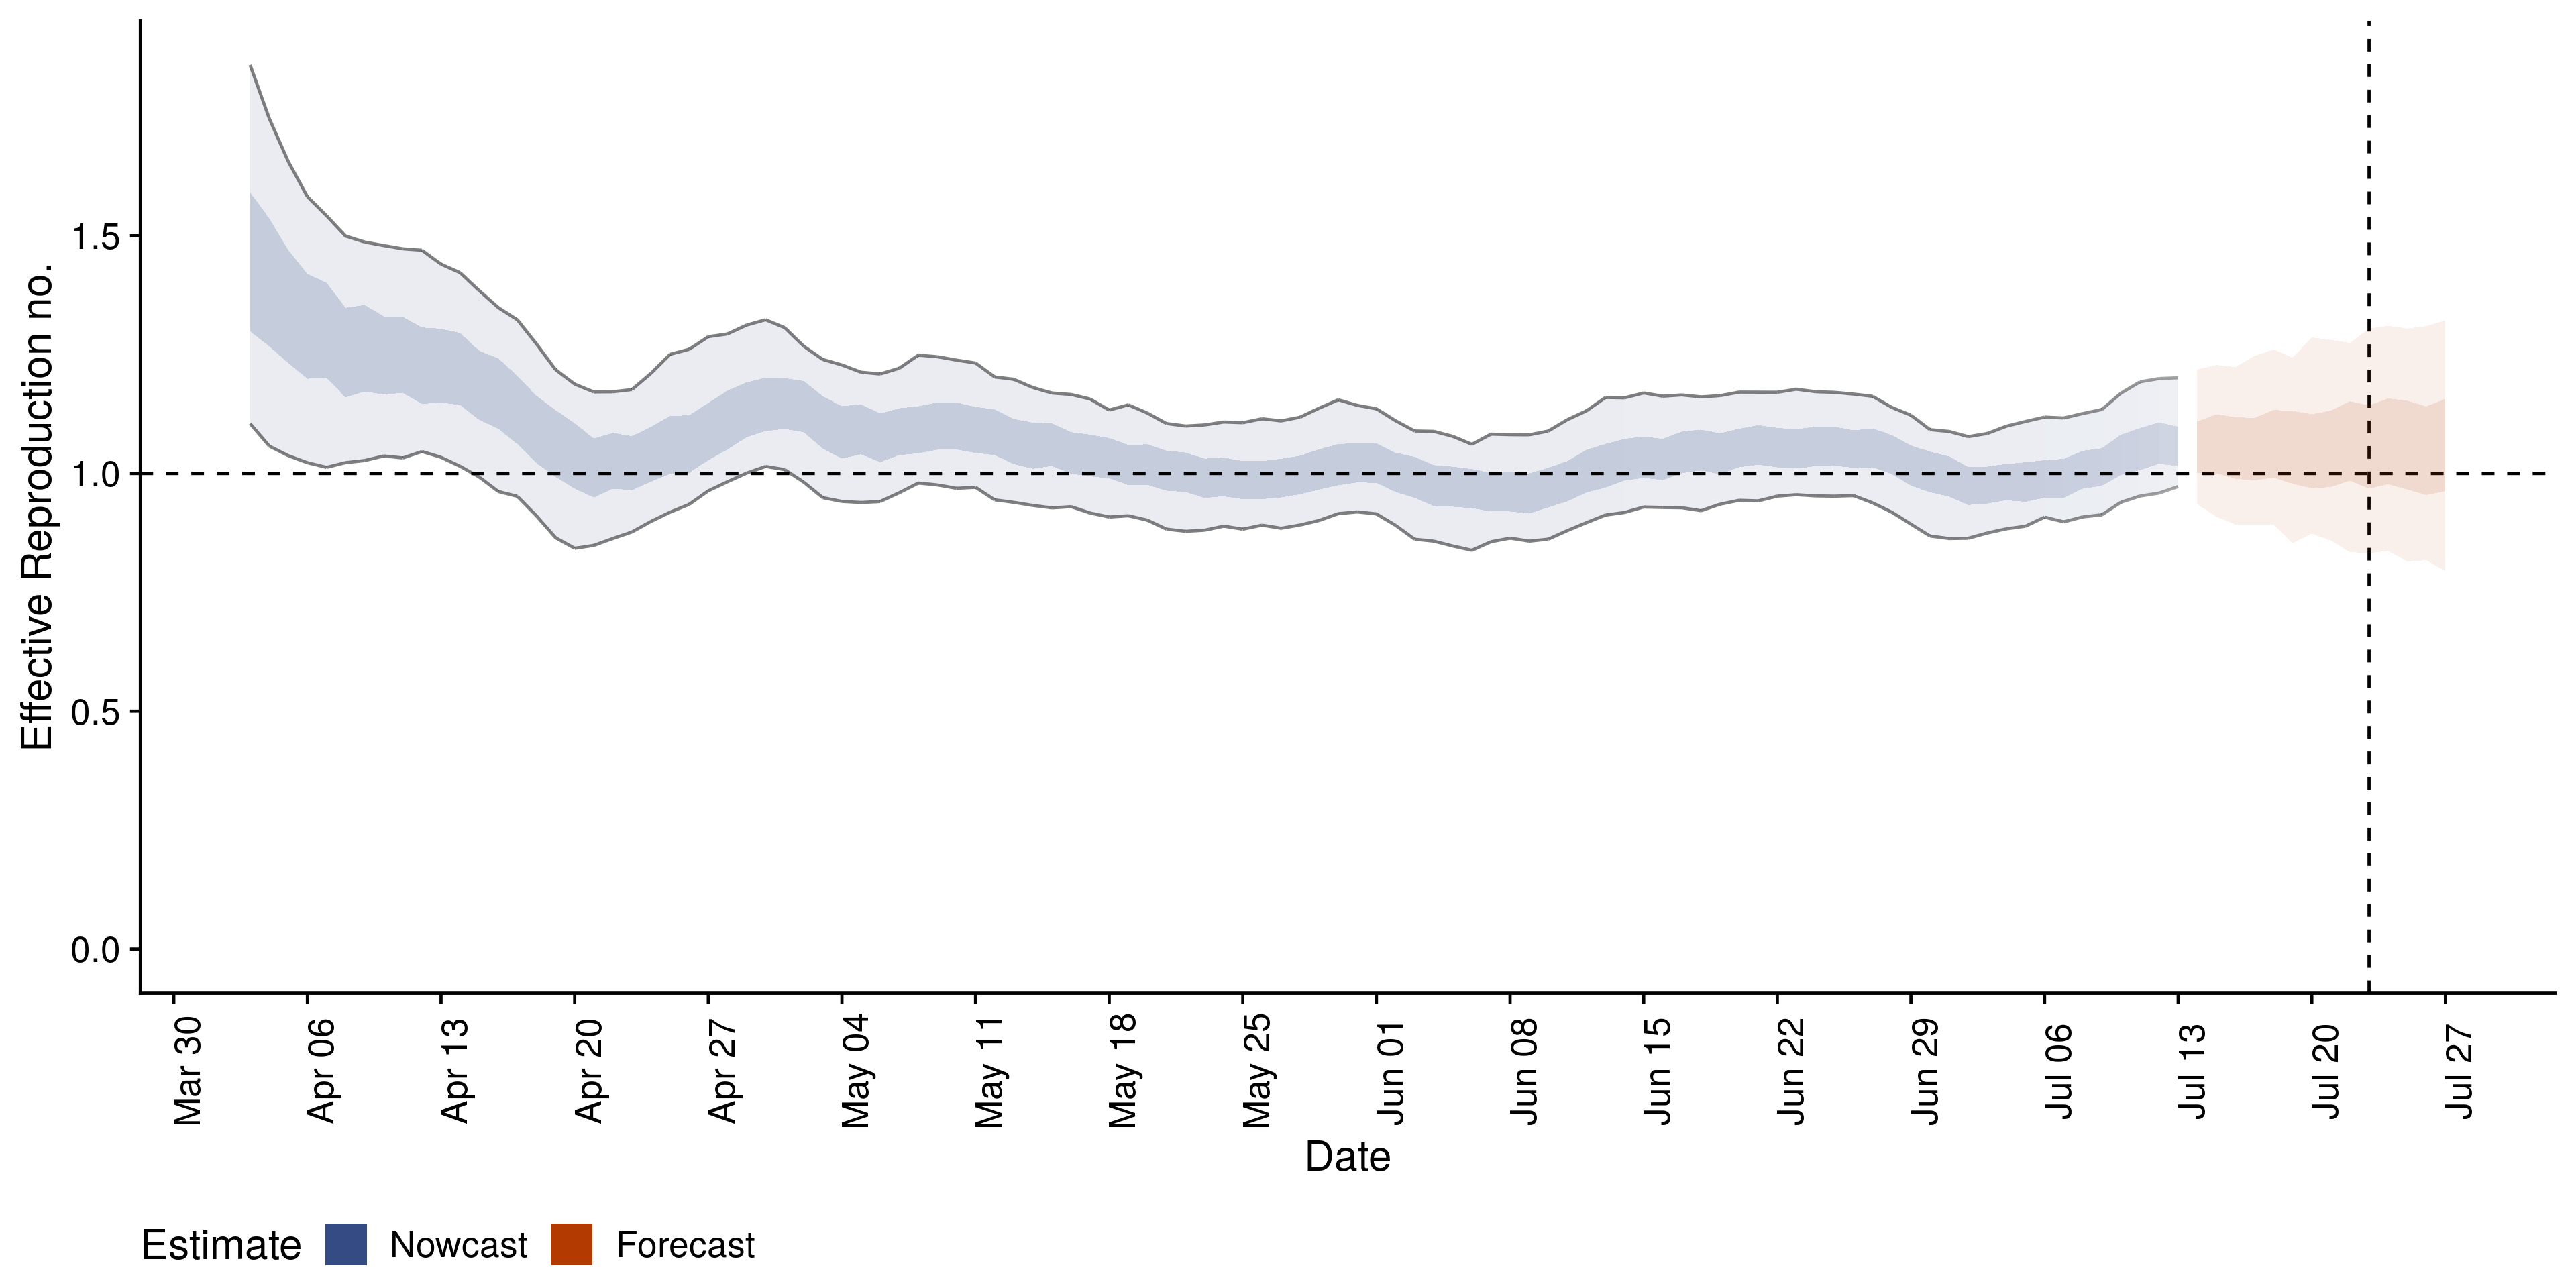 Effective Reproduction no.
1.5
1.0
0.5
0.0
Mar 30
Apr 06
Apr 13
Apr 20
Apr 27
May 04
May 11
May 18
May 25
Jun 01
Jun 08
Jun 15
Jun 22
Jun 29
Jul 06
Jul 13
Jul 20
Jul 27
Date
Estimate Nowcast Forecast